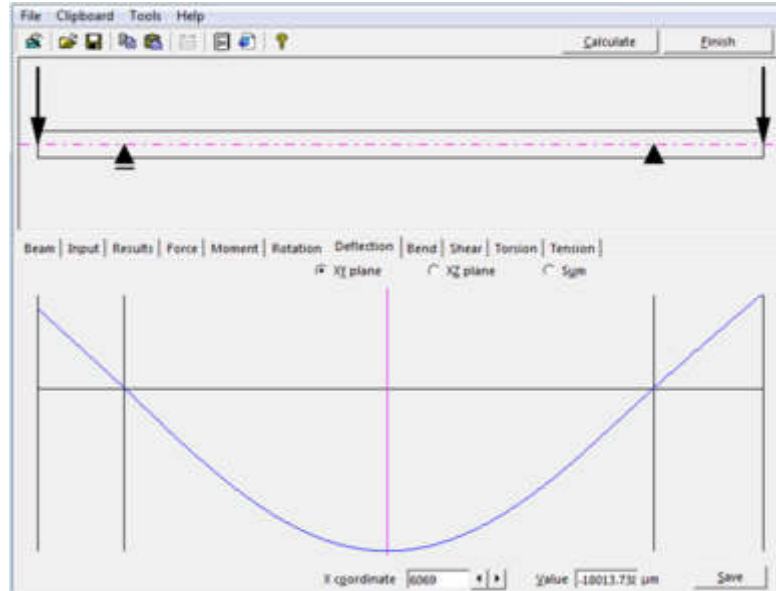 File Clipboard Tools Help
Calculate Finish
Beam Input Results Force Moment Rotation Deflection Bend Shear Torsion Tension
XY plane XZ plane Sum
X coordinate 6069 Value -18013.738 µm Save